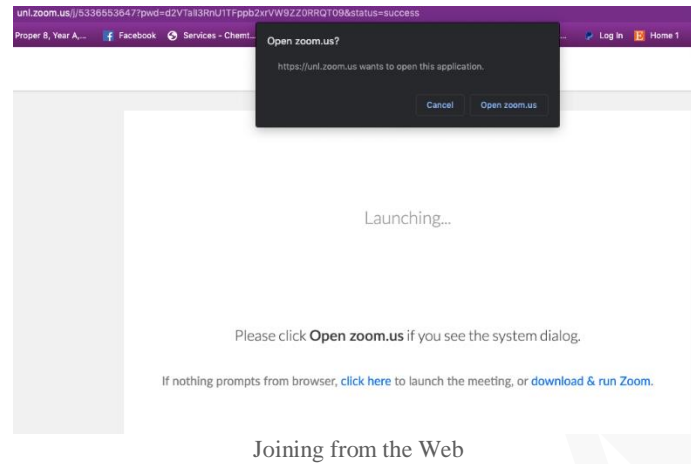 unl.zoom.us/j/5336553647?pwd=d2VTall3RnU1TFppb2xrVW9ZZ0RRQT09&status=success
Proper 8, Year A,... Facebook Services - Chemt... ... Log In Home 1
Open zoom.us?
https://unl.zoom.us wants to open this application.
Cancel Open zoom.us
Launching...
Please click Open zoom.us if you see the system dialog.
If nothing prompts from browser, click here to launch the meeting, or download & run Zoom.
Joining from the Web